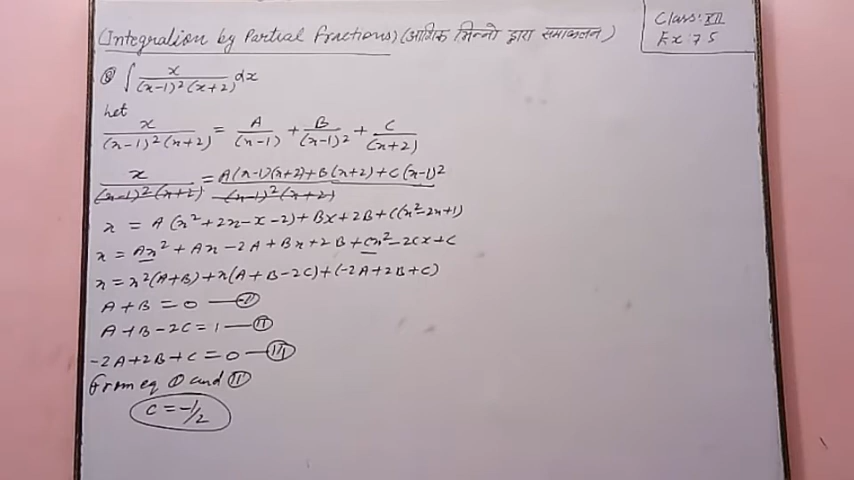 (Integration by Partial Fractions) (आंशिक भिन्नो द्वारा समाकलन)
Class: XII
Ex: 7.5
⑧ ∫ x/((x-1)²(x+2)) dx
Let
x/((x-1)²(x+2)) = A/(x-1) + B/(x-1)² + C/(x+2)
x/((x-1)²(x+2)) = (A(x-1)(x+2)+B(x+2)+C(x-1)²)/((x-1)²(x+2))
x = A(x²+2x-x-2)+Bx+2B+C(x²-2x+1)
x = Ax²+Ax-2A+Bx+2B+Cx²-2Cx+C
x = x²(A+B)+x(A+B-2C)+(-2A+2B+C)
A+B=0 —Ⓘ
A+B-2C=1 —Ⓘ̄Ⓘ
-2A+2B+C=0 —(III)
From eq (I) and (II)
C=-1/2